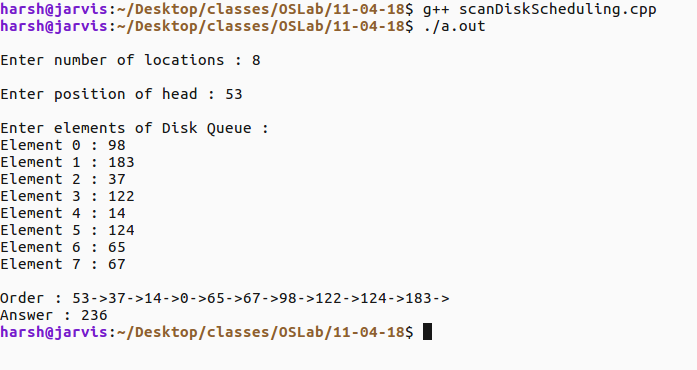 harsh@jarvis:~/Desktop/classes/OSLab/11-04-18$ g++ scanDiskScheduling.cpp
harsh@jarvis:~/Desktop/classes/OSLab/11-04-18$ ./a.out
Enter number of locations : 8
Enter position of head : 53
Enter elements of Disk Queue :
Element 0 : 98
Element 1 : 183
Element 2 : 37
Element 3 : 122
Element 4 : 14
Element 5 : 124
Element 6 : 65
Element 7 : 67
Order : 53->37->14->0->65->67->98->122->124->183->
Answer : 236
harsh@jarvis:~/Desktop/classes/OSLab/11-04-18$